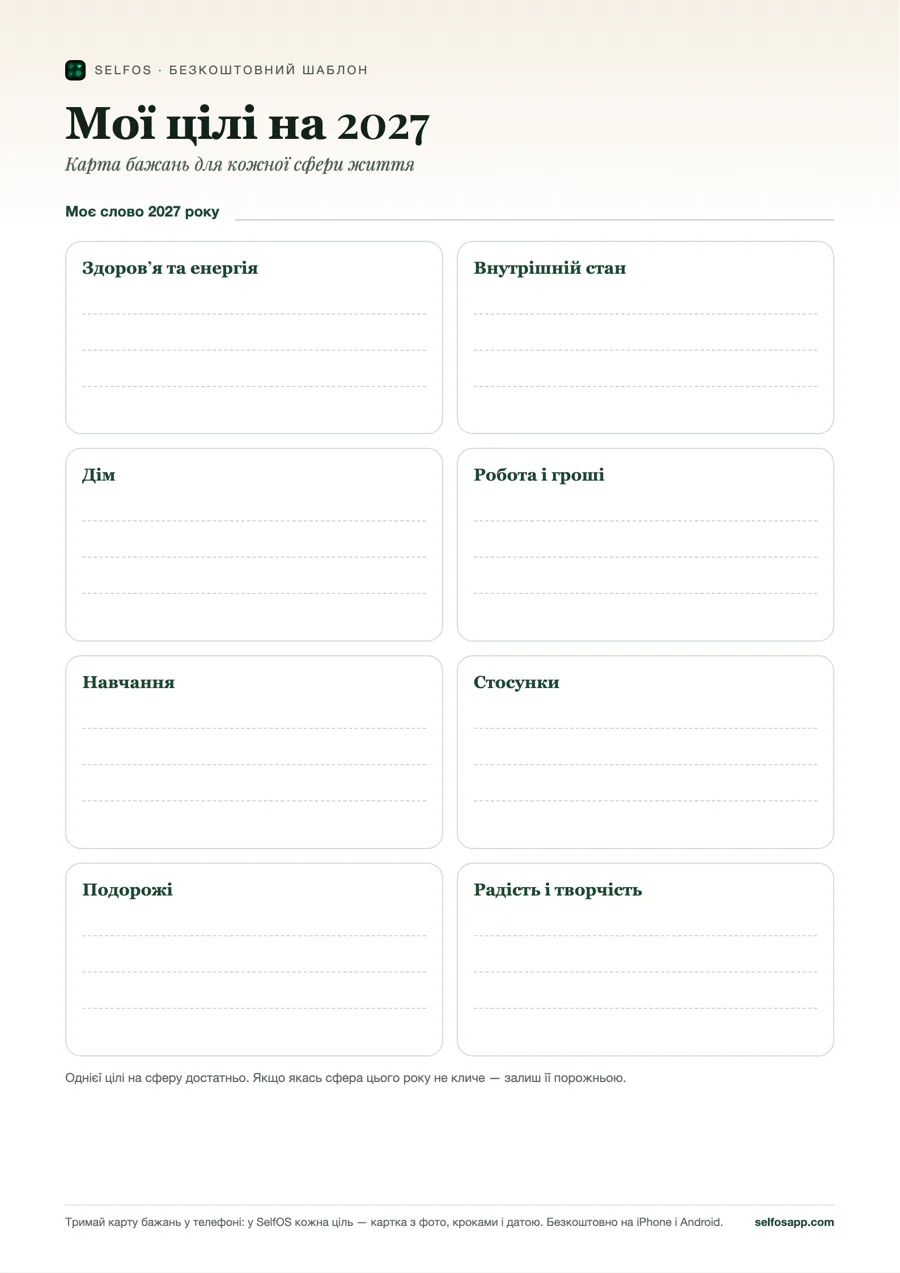 SELFOS · БЕЗКОШТОВНИЙ ШАБЛОН
Мої цілі на 2027
Карта бажань для кожної сфери життя
Моє слово 2027 року
Здоров’я та енергія
Внутрішній стан
Дім
Робота і гроші
Навчання
Стосунки
Подорожі
Радість і творчість
Однієї цілі на сферу достатньо. Якщо якась сфера цього року не кличе — залиш її порожньою.
Тримай карту бажань у телефоні: у SelfOS кожна ціль — картка з фото, кроками і датою. Безкоштовно на iPhone і Android.
selfosapp.com